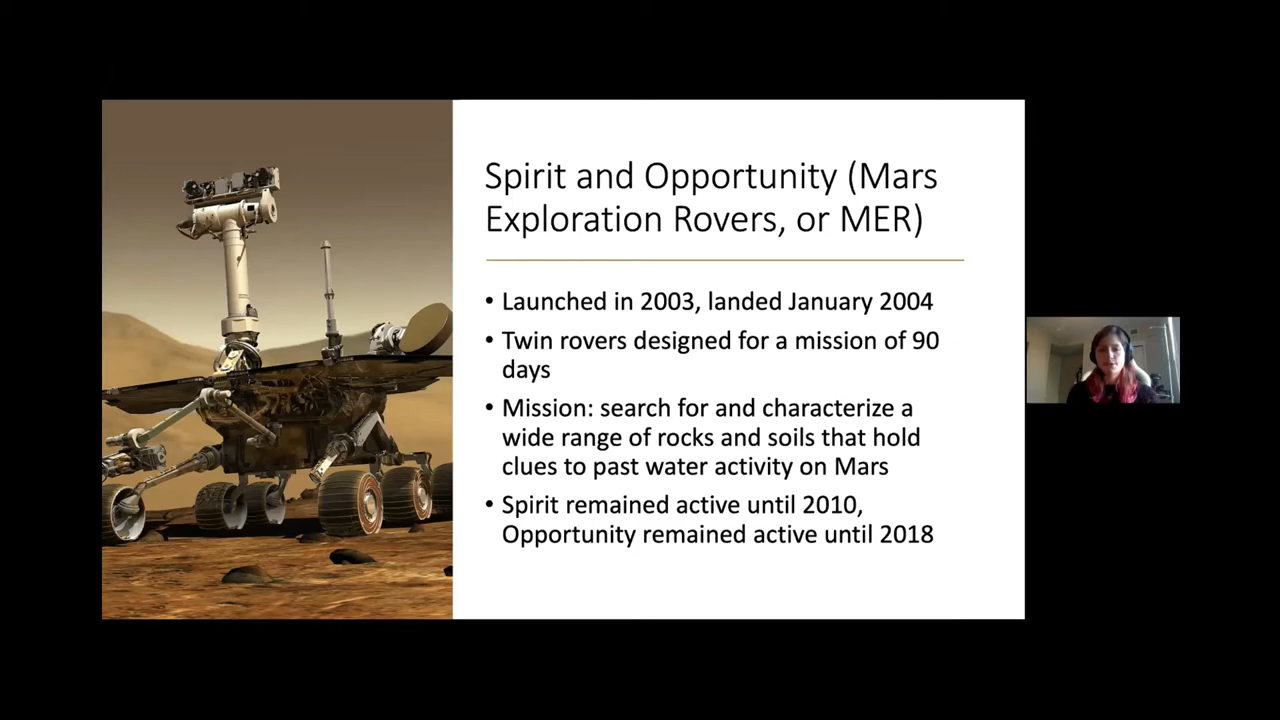 Spirit and Opportunity (Mars
Exploration Rovers, or MER)
• Launched in 2003, landed January 2004
• Twin rovers designed for a mission of 90
days
• Mission: search for and characterize a
wide range of rocks and soils that hold
clues to past water activity on Mars
• Spirit remained active until 2010,
Opportunity remained active until 2018